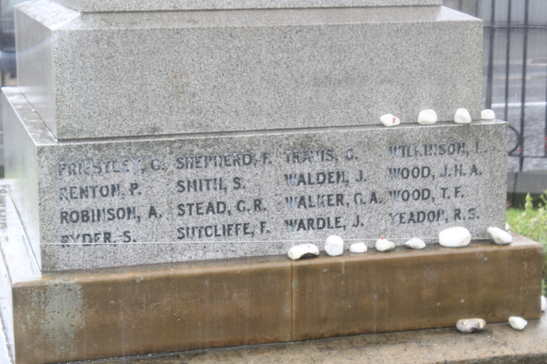 PRIESTLEY, G. SHEPHERD, F. TRAVIS, G. WILKINSON, I.
RENTON, P. SMITH, S. WALDEN, J. WOOD, J.H.A.
ROBINSON, A. STEAD, G.R. WALKER, G.A. WOOD, T.F.
RYDER, S. SUTCLIFFE, F. WARDLE, J. YEADON, R.S.